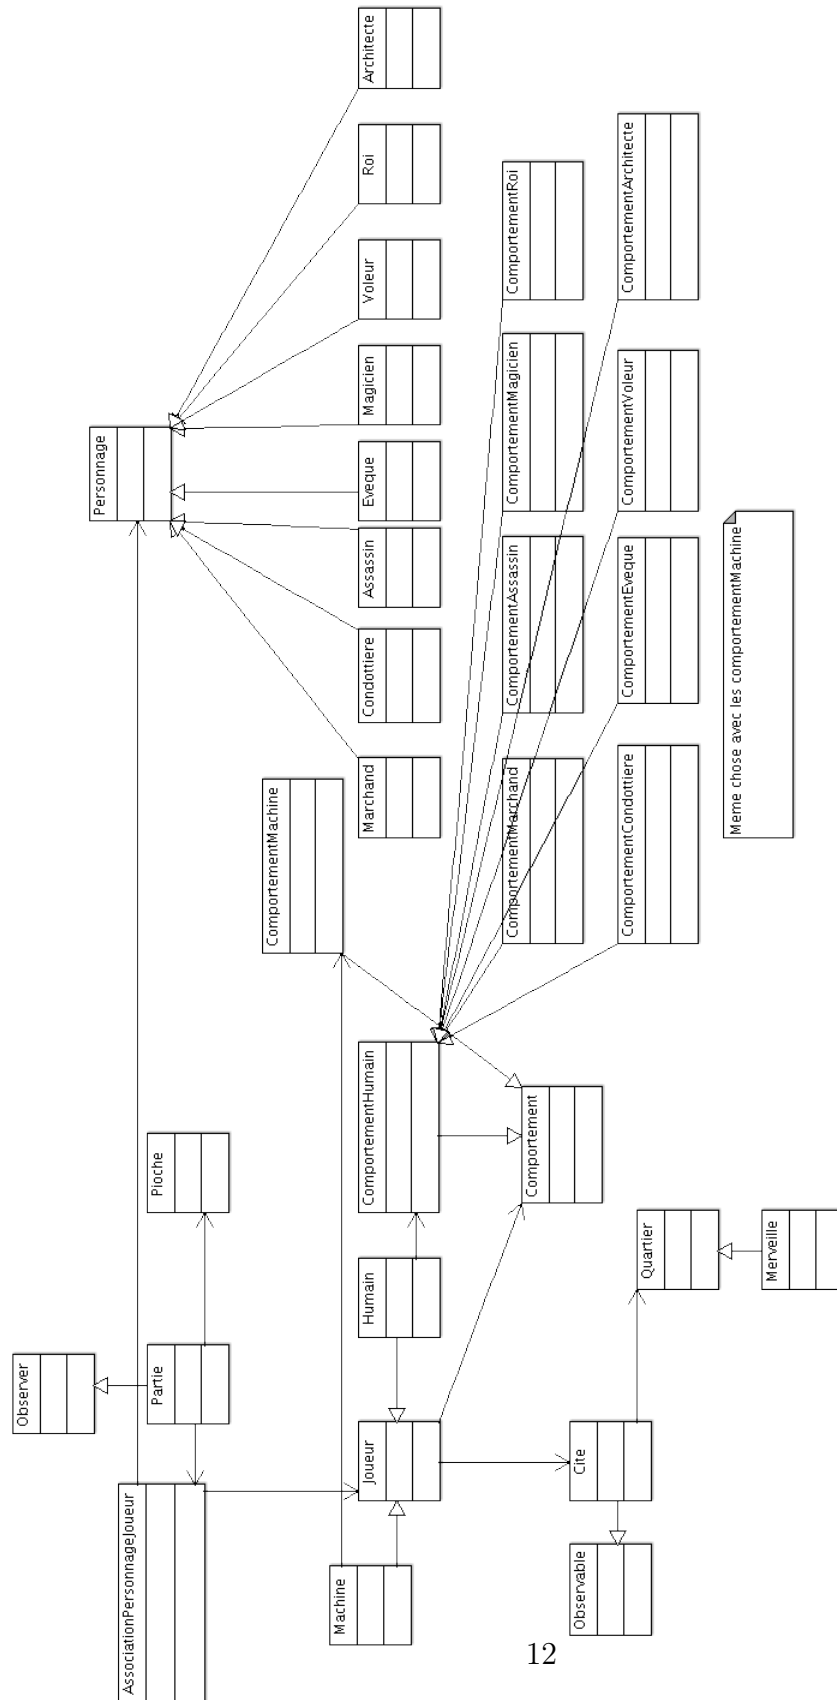 AssociationPersonnageJoueur
Observer
Partie
Pioche
Personnage
Machine
Joueur
Humain
ComportementHumain
ComportementMachine
Marchand
Condottiere
Assassin
Eveque
Magicien
Voleur
Roi
Architecte
Observable
Cite
Comportement
ComportementMarchand
ComportementAssassin
ComportementMagicien
ComportementRoi
Quartier
ComportementCondottiere
ComportementEveque
ComportementVoleur
ComportementArchitecte
Merveille
Meme chose avec les comportementMachine
12